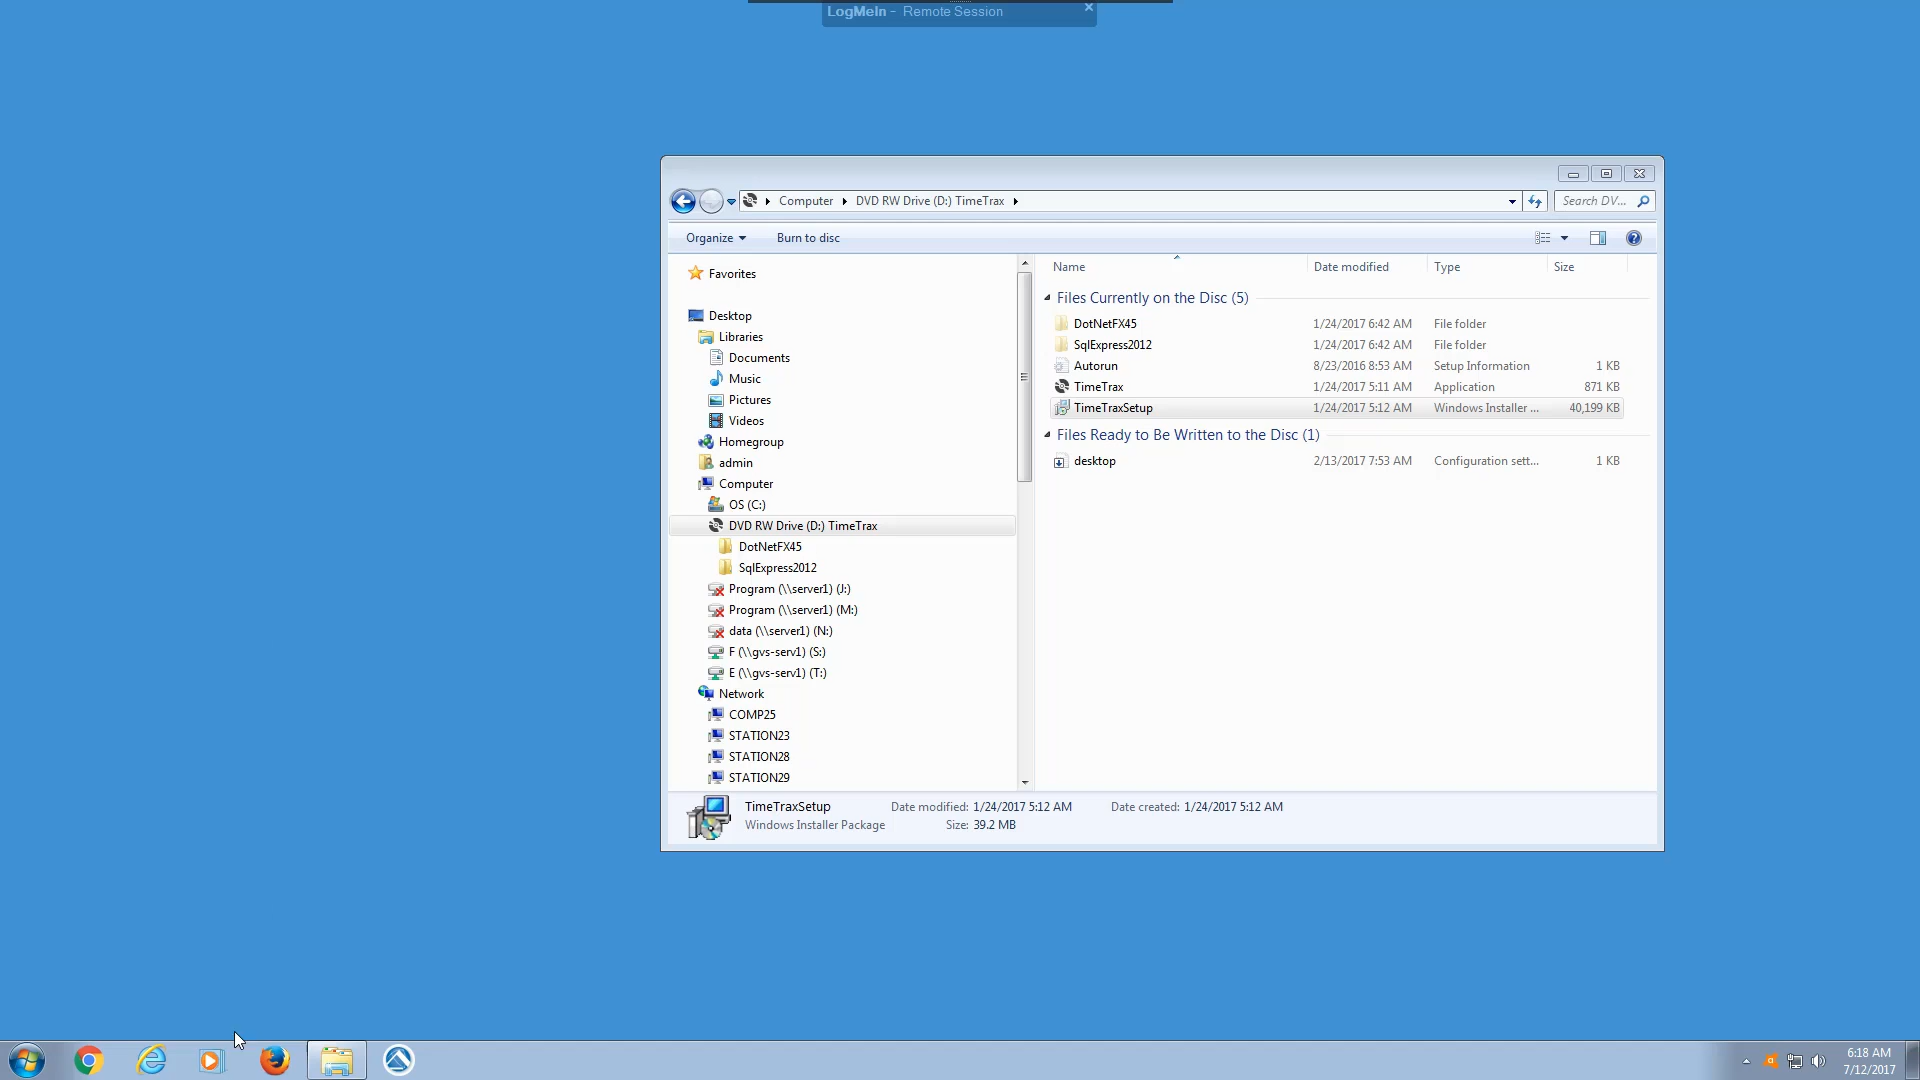 LogMeIn - Remote Session
Computer DVD RW Drive (D:) TimeTrax
Search DV...
Organize Burn to disc
Favorites
Desktop
Libraries
Documents
Music
Pictures
Videos
Homegroup
admin
Computer
OS (C:)
DVD RW Drive (D:) TimeTrax
DotNetFX45
SqlExpress2012
Program (\\server1) (J:)
Program (\\server1) (M:)
data (\\server1) (N:)
F (\\gvs-serv1) (S:)
E (\\gvs-serv1) (T:)
Network
COMP25
STATION23
STATION28
STATION29
Name Date modified Type Size
Files Currently on the Disc (5)
DotNetFX45 1/24/2017 6:42 AM File folder
SqlExpress2012 1/24/2017 6:42 AM File folder
Autorun 8/23/2016 8:53 AM Setup Information 1 KB
TimeTrax 1/24/2017 5:11 AM Application 871 KB
TimeTraxSetup 1/24/2017 5:12 AM Windows Installer ... 40,199 KB
Files Ready to Be Written to the Disc (1)
desktop 2/13/2017 7:53 AM Configuration sett... 1 KB
TimeTraxSetup Date modified: 1/24/2017 5:12 AM Date created: 1/24/2017 5:12 AM
Windows Installer Package Size: 39.2 MB
6:18 AM
7/12/2017